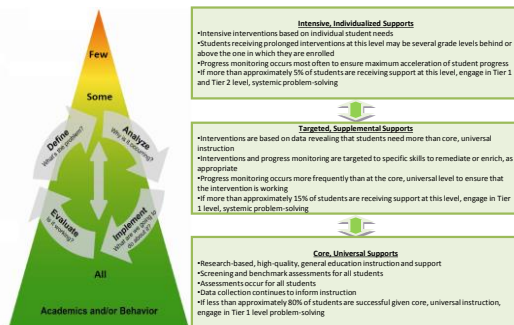 Few
Some
Define
What's the problem?
Analyze
Why is it occurring?
Implement
What are we going to
do about it?
Evaluate
Is it working?
All
Academics and/or Behavior
Intensive, Individualized Supports
•Intensive interventions based on individual student needs
•Students receiving prolonged interventions at this level may be several grade levels behind or
above the one in which they are enrolled
•Progress monitoring occurs most often to ensure maximum acceleration of student progress
•If more than approximately 5% of students are receiving support at this level, engage in Tier 1
and Tier 2 level, systemic problem-solving
Targeted, Supplemental Supports
•Interventions are based on data revealing that students need more than core, universal
instruction
•Interventions and progress monitoring are targeted to specific skills to remediate or enrich, as
appropriate
•Progress monitoring occurs more frequently than at the core, universal level to ensure that
the intervention is working
•If more than approximately 15% of students are receiving support at this level, engage in Tier
1 level, systemic problem-solving
Core, Universal Supports
•Research-based, high-quality, general education instruction and support
•Screening and benchmark assessments for all students
•Assessments occur for all students
•Data collection continues to inform instruction
•If less than approximately 80% of students are successful given core, universal instruction,
engage in Tier 1 level problem-solving